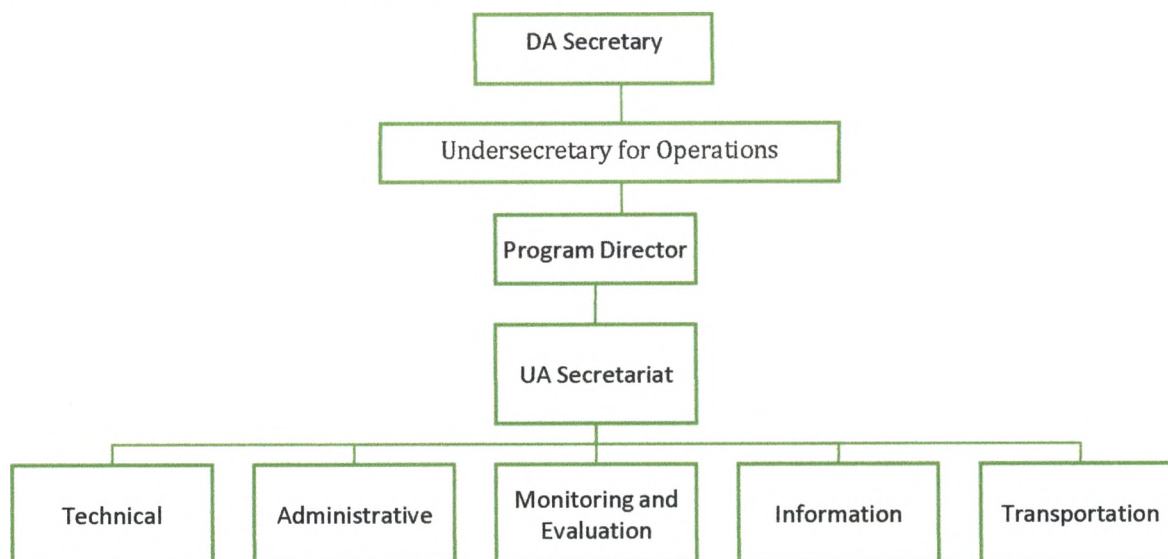 DA Secretary
Undersecretary for Operations
Program Director
UA Secretariat
Technical
Administrative
Monitoring and
Evaluation
Information
Transportation